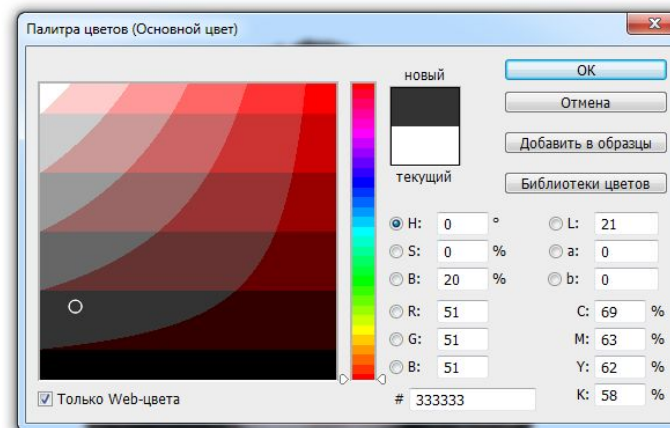 Палитра цветов (Основной цвет)
новый
текущий
OK
Отмена
Добавить в образцы
Библиотеки цветов
H: 0 °
S: 0 %
B: 20 %
R: 51
G: 51
B: 51
L: 21
a: 0
b: 0
C: 69 %
M: 63 %
Y: 62 %
K: 58 %
# 333333
Только Web-цвета